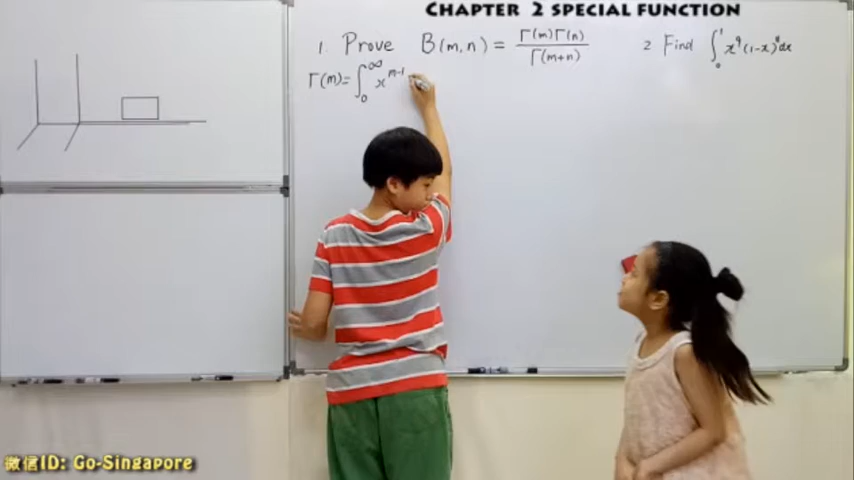 CHAPTER 2 SPECIAL FUNCTION
1. Prove B(m,n) = Γ(m)Γ(n) / Γ(m+n)
2 Find ∫₀¹ x⁹(1-x)⁸dx
Γ(m)=∫₀^∞ x^(m-1)
微信ID: Go-Singapore